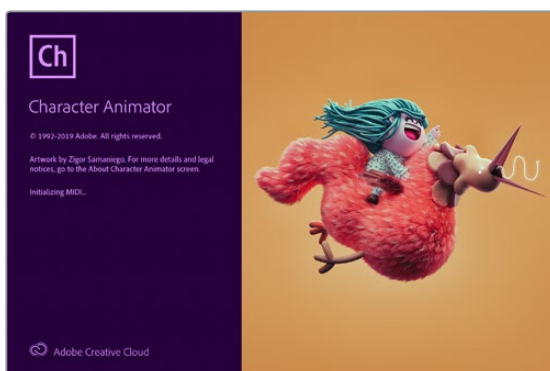 Ch
Character Animator
© 1992-2019 Adobe. All rights reserved.
Artwork by Zigor Samaniego. For more details and legal
notices, go to the About Character Animator screen.
Initializing MIDI...
Adobe Creative Cloud